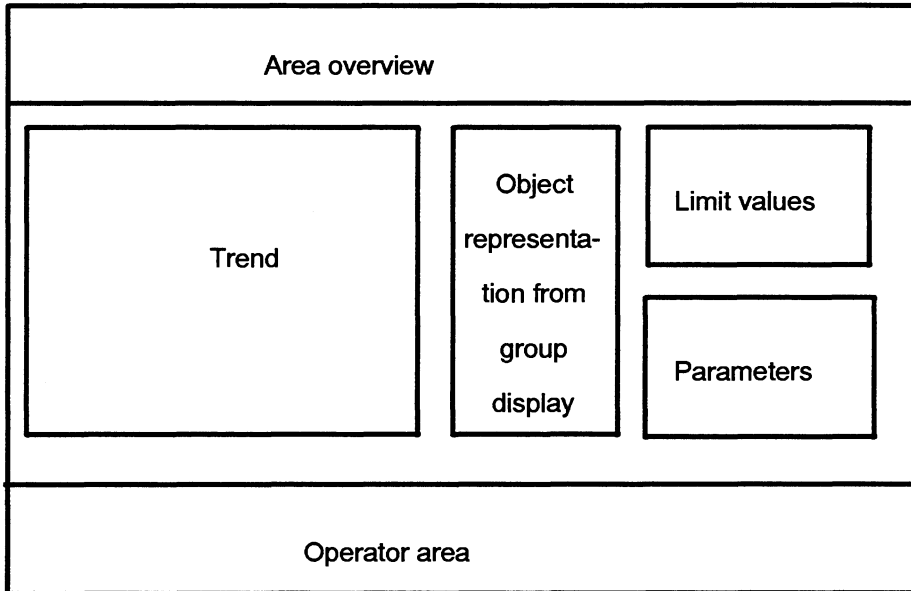 Area overview
Trend
Object
representa-
tion from
group
display
Limit values
Parameters
Operator area